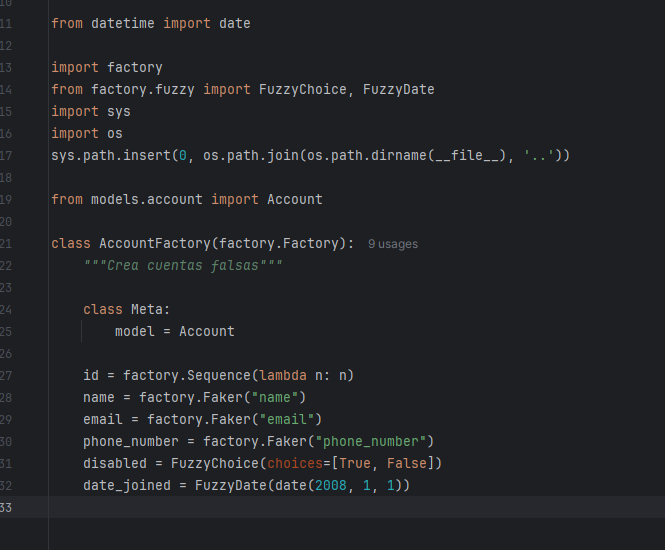 10
11 from datetime import date
12
13 import factory
14 from factory.fuzzy import FuzzyChoice, FuzzyDate
15 import sys
16 import os
17 sys.path.insert(0, os.path.join(os.path.dirname(__file__), '..'))
18
19 from models.account import Account
20
21 class AccountFactory(factory.Factory): 9 usages
22     """Crea cuentas falsas"""
23
24     class Meta:
25         model = Account
26
27     id = factory.Sequence(lambda n: n)
28     name = factory.Faker("name")
29     email = factory.Faker("email")
30     phone_number = factory.Faker("phone_number")
31     disabled = FuzzyChoice(choices=[True, False])
32     date_joined = FuzzyDate(date(2008, 1, 1))
33